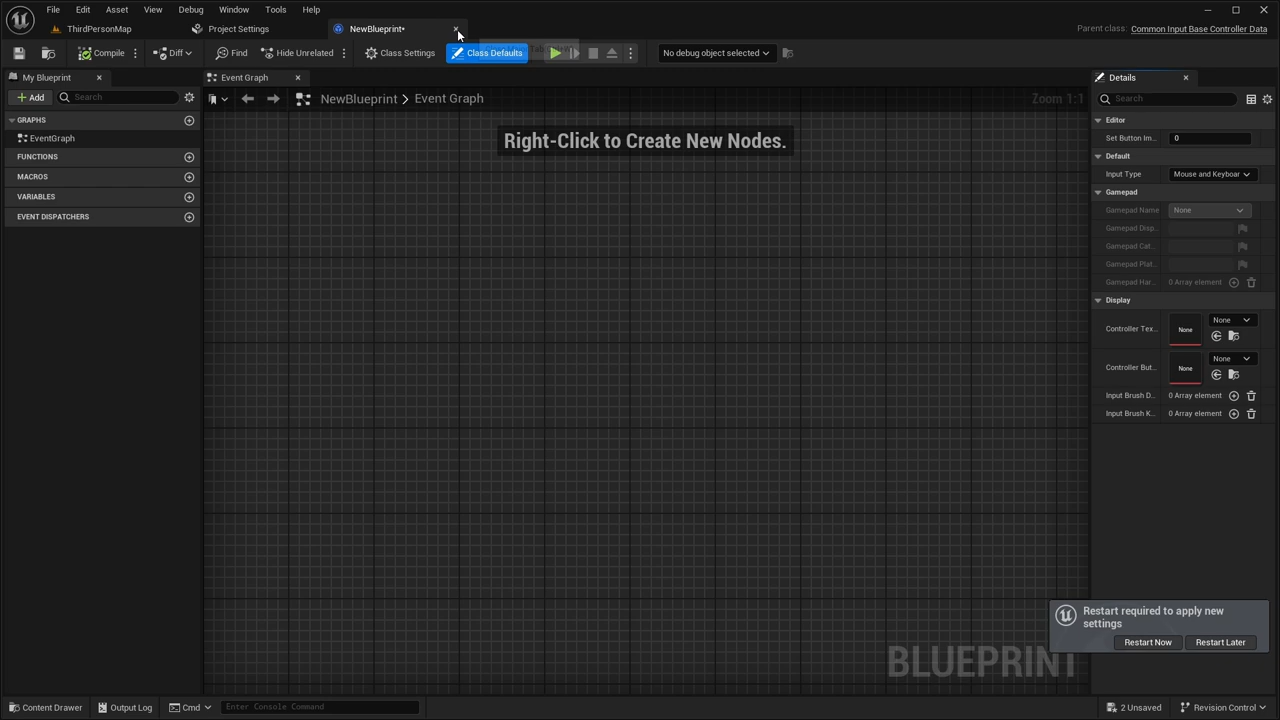 File Edit Asset View Debug Window Tools Help
ThirdPersonMap Project Settings NewBlueprint•
Parent class: Common Input Base Controller Data
Compile Diff Find Hide Unrelated Class Settings Class Defaults No debug object selected
My Blueprint Event Graph Details
Add Search NewBlueprint > Event Graph Zoom 1:1 Search
GRAPHS
EventGraph
FUNCTIONS
MACROS
VARIABLES
EVENT DISPATCHERS
Right-Click to Create New Nodes.
BLUEPRINT
Editor
Set Button Im... 0
Default
Input Type Mouse and Keyboar
Gamepad
Gamepad Name None
Gamepad Disp...
Gamepad Cat...
Gamepad Plat...
Gamepad Har... 0 Array element
Display
Controller Tex... None None
Controller But... None None
Input Brush D... 0 Array element
Input Brush K... 0 Array element
Restart required to apply new
settings
Restart Now Restart Later
Content Drawer Output Log Cmd Enter Console Command 2 Unsaved Revision Control